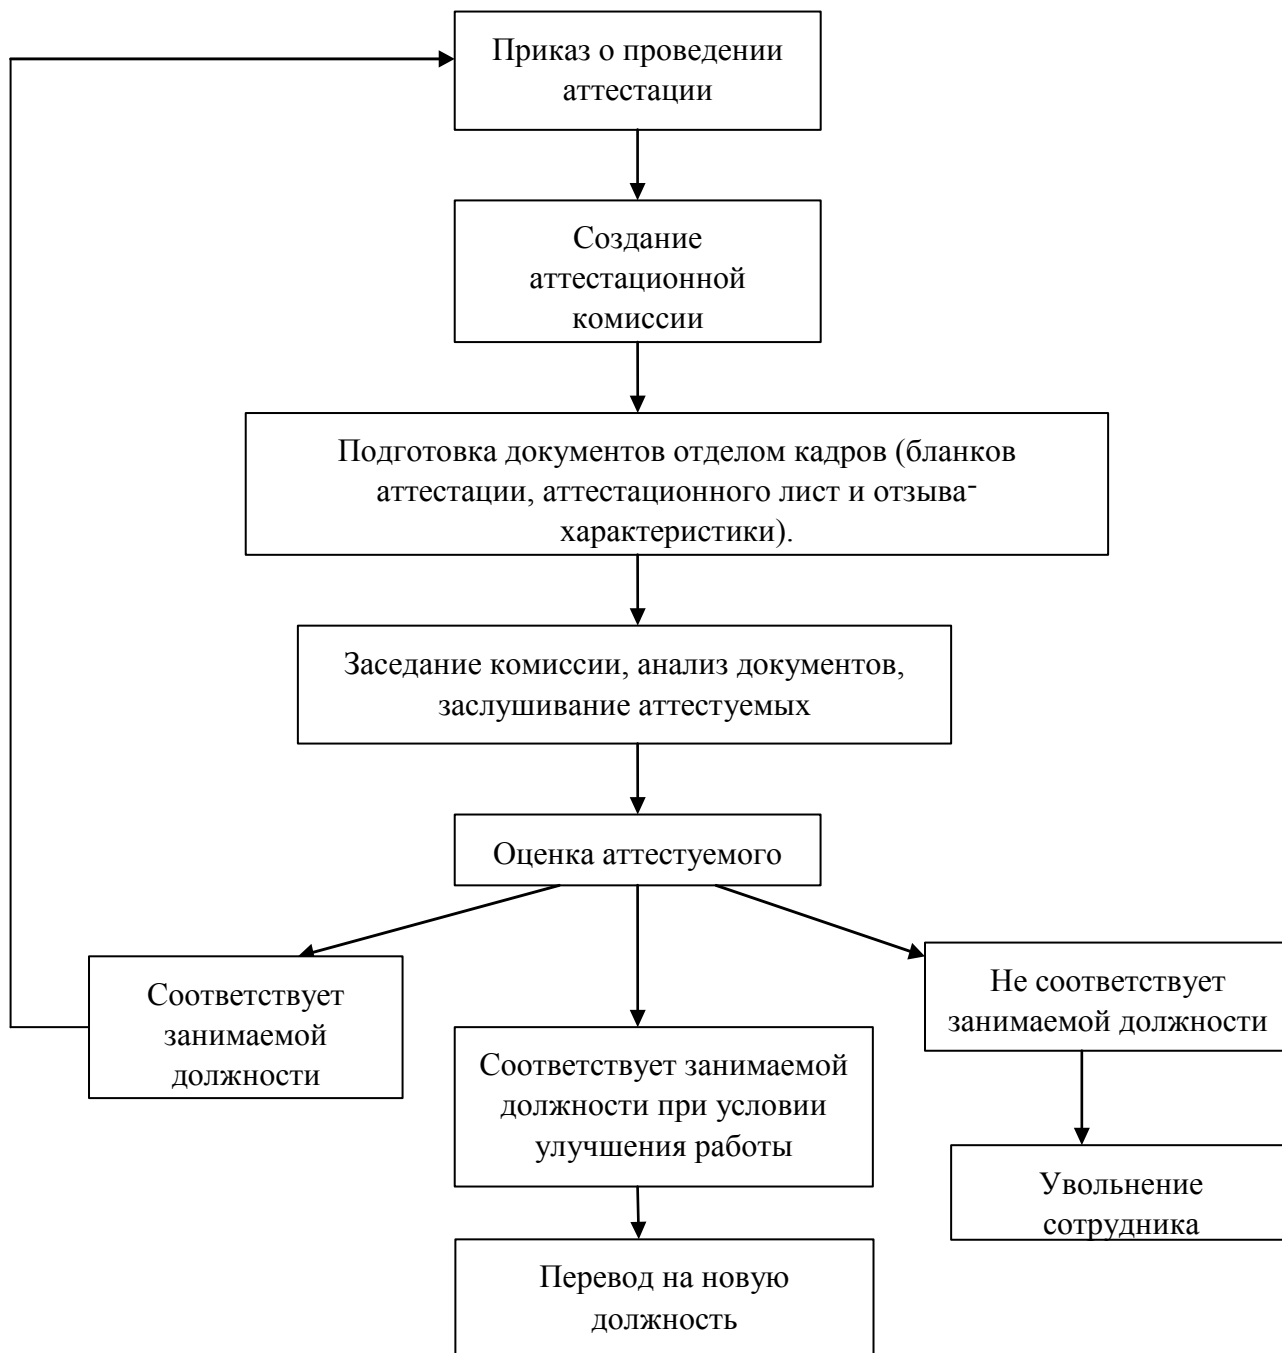 Приказ о проведении
аттестации
Создание
аттестационной
комиссии
Подготовка документов отделом кадров (бланков
аттестации, аттестационного лист и отзыва-
характеристики).
Заседание комиссии, анализ документов,
заслушивание аттестуемых
Оценка аттестуемого
Соответствует
занимаемой
должности
Соответствует занимаемой
должности при условии
улучшения работы
Не соответствует
занимаемой должности
Увольнение
сотрудника
Перевод на новую
должность